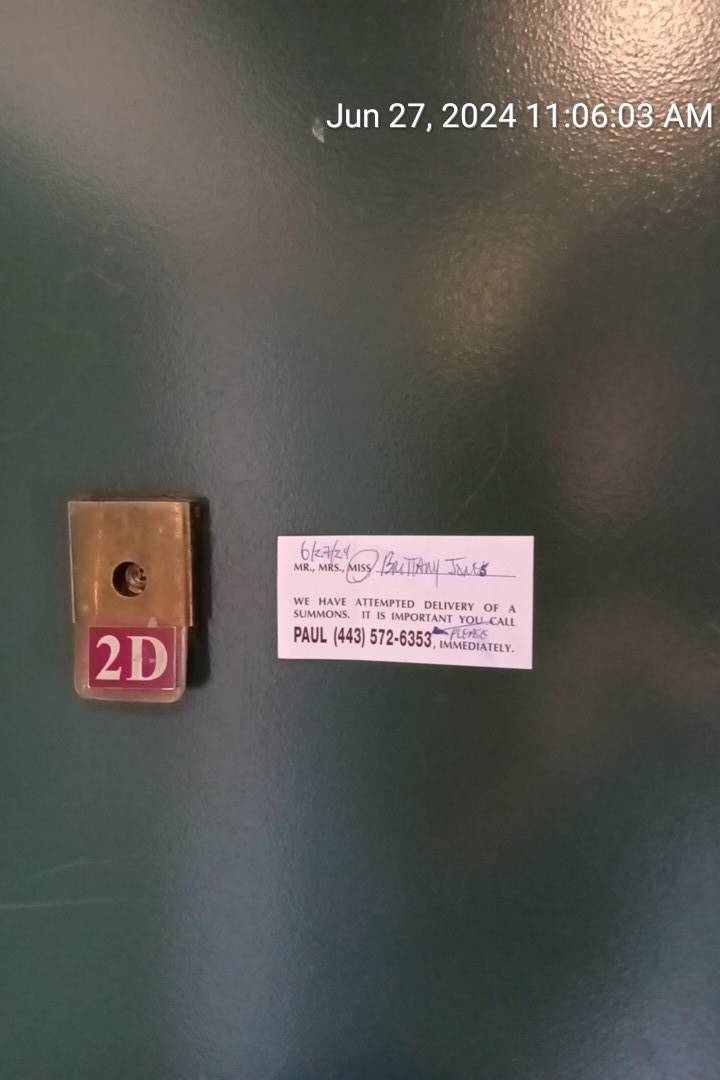 Jun 27, 2024 11:06:03 AM
6/27/24
MR., MRS., MISS BRITTANY JONES
WE HAVE ATTEMPTED DELIVERY OF A
SUMMONS. IT IS IMPORTANT YOU CALL
PAUL (443) 572-6353, IMMEDIATELY.
PLEASE
2D